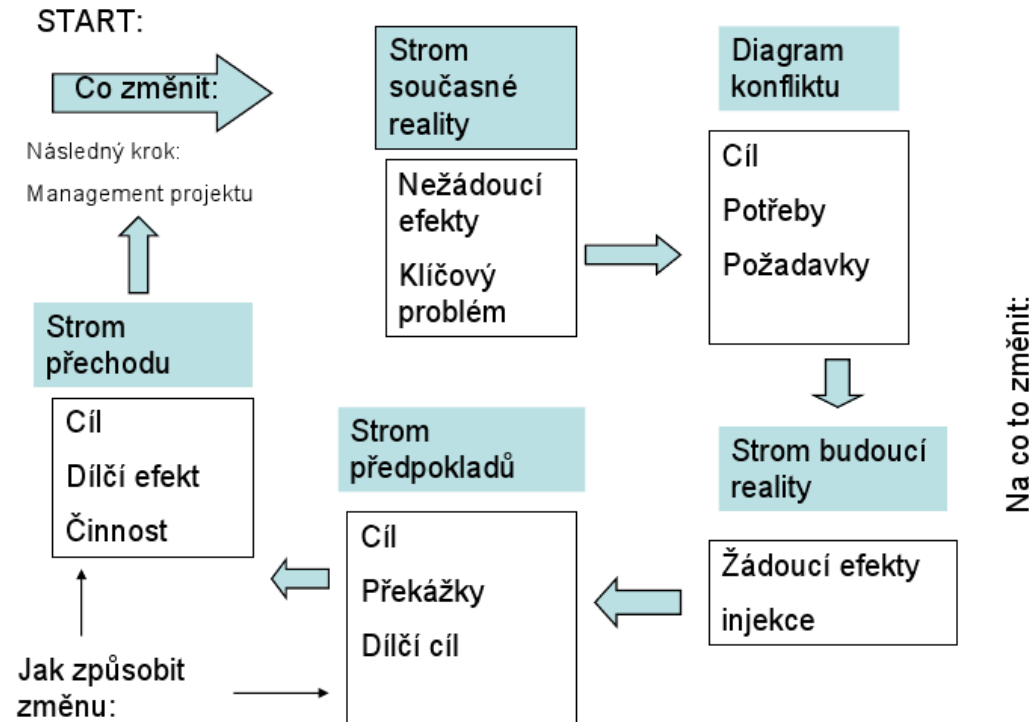 START:
Co změnit:
Následný krok:
Management projektu
Strom
současné
reality
Nežádoucí
efekty
Klíčový
problém
Diagram
konfliktu
Cíl
Potřeby
Požadavky
Na co to změnit:
Strom budoucí
reality
Žádoucí efekty
injekce
Strom
předpokladů
Cíl
Překážky
Dílčí cíl
Strom
přechodu
Cíl
Dílčí efekt
Činnost
Jak způsobit
změnu: